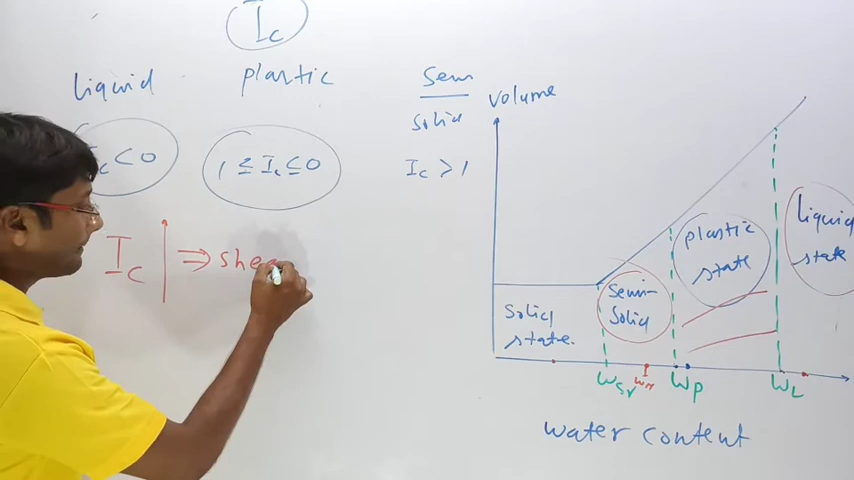 Ic
Liquid
plastic
Semi
solid
Ic < 0
1 ≤ Ic ≤ 0
Ic > 1
Ic ⇒ she
volume
Solid
state.
Semi-
Solid
plastic
state
liquid
state
wsr
wn
wp
wL
water content